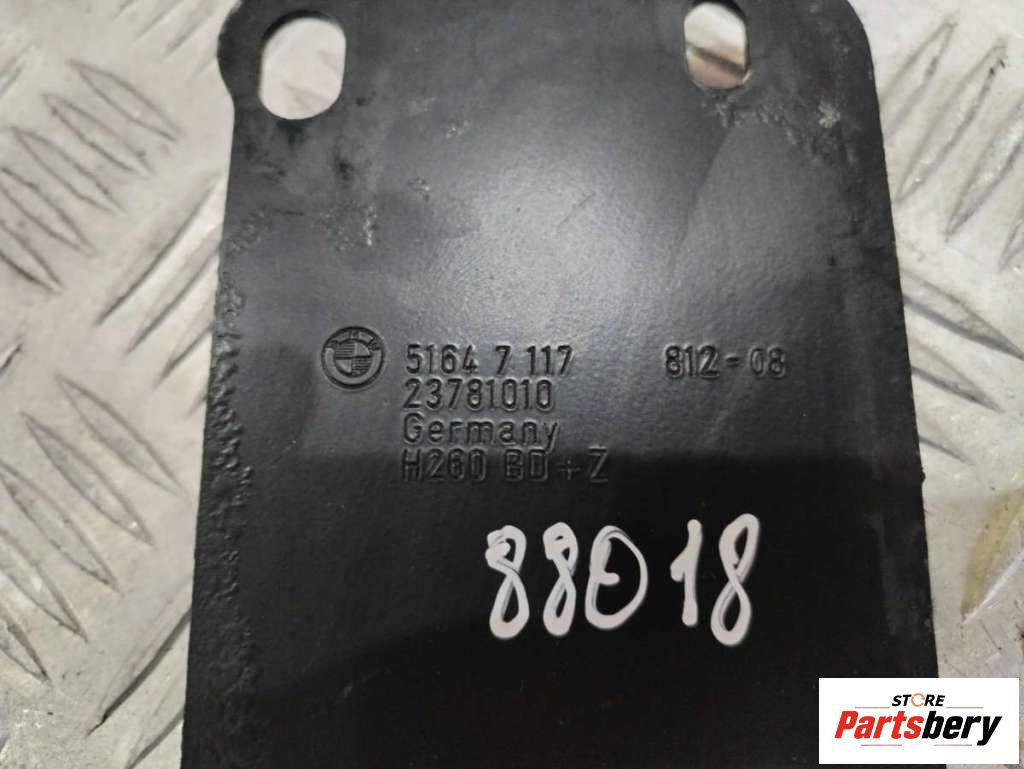 5164 7 117 812-08
23781010
Germany
H260 BD+Z
88018
STORE
Partsbery